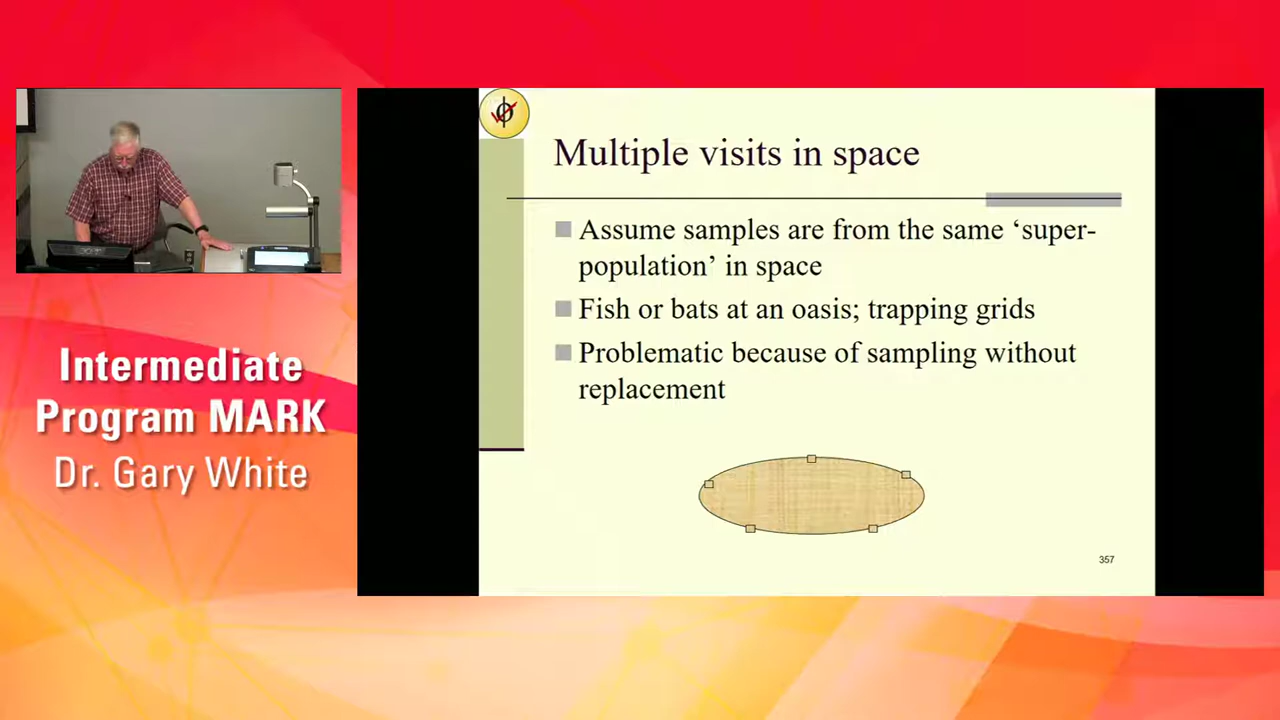 Multiple visits in space
Assume samples are from the same ‘super-
population’ in space
Fish or bats at an oasis; trapping grids
Problematic because of sampling without
replacement
357
Intermediate
Program MARK
Dr. Gary White